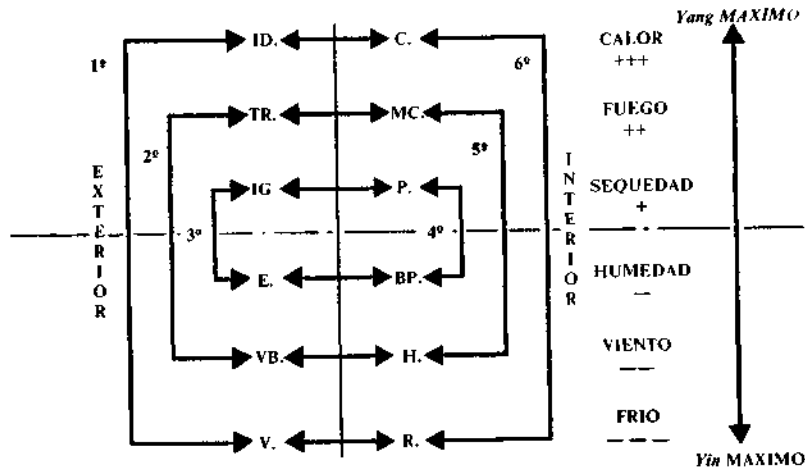 Yang MAXIMO
1º ID. C. 6º CALOR
+++
2º TR. MC. 5º FUEGO
++
3º IG P. 4º SEQUEDAD
+
EXTERIOR
INTERIOR
E. BP. HUMEDAD
—
VB. H. VIENTO
— —
V. R. FRIO
— — —
Yin MAXIMO